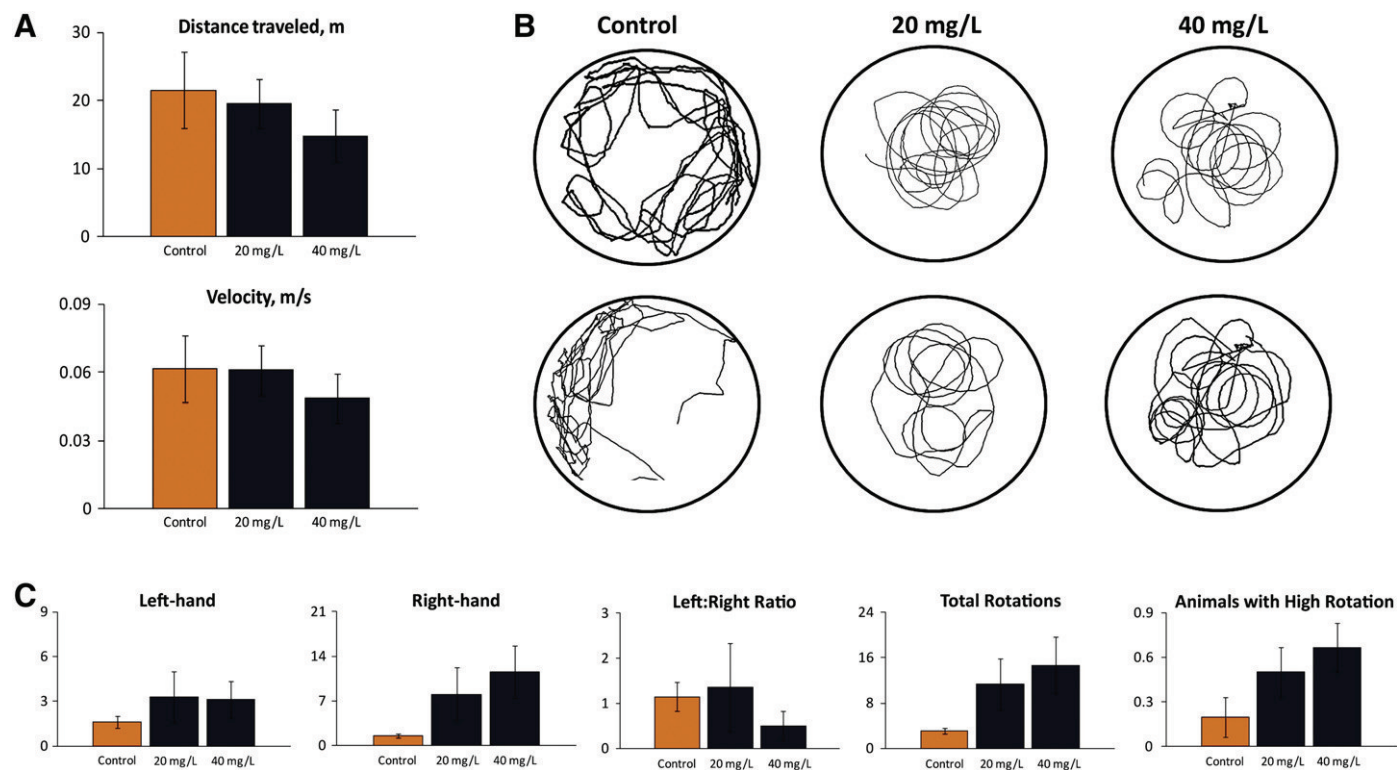 A
Distance traveled, m
30
20
10
0
Control 20 mg/L 40 mg/L
Velocity, m/s
0.09
0.06
0.03
0
Control 20 mg/L 40 mg/L
B
Control 20 mg/L 40 mg/L
C
Left-hand
9
6
3
0
Control 20 mg/L 40 mg/L
Right-hand
21
14
7
0
Control 20 mg/L 40 mg/L
Left:Right Ratio
3
2
1
0
Control 20 mg/L 40 mg/L
Total Rotations
24
16
8
0
Control 20 mg/L 40 mg/L
Animals with High Rotation
0.9
0.6
0.3
0
Control 20 mg/L 40 mg/L